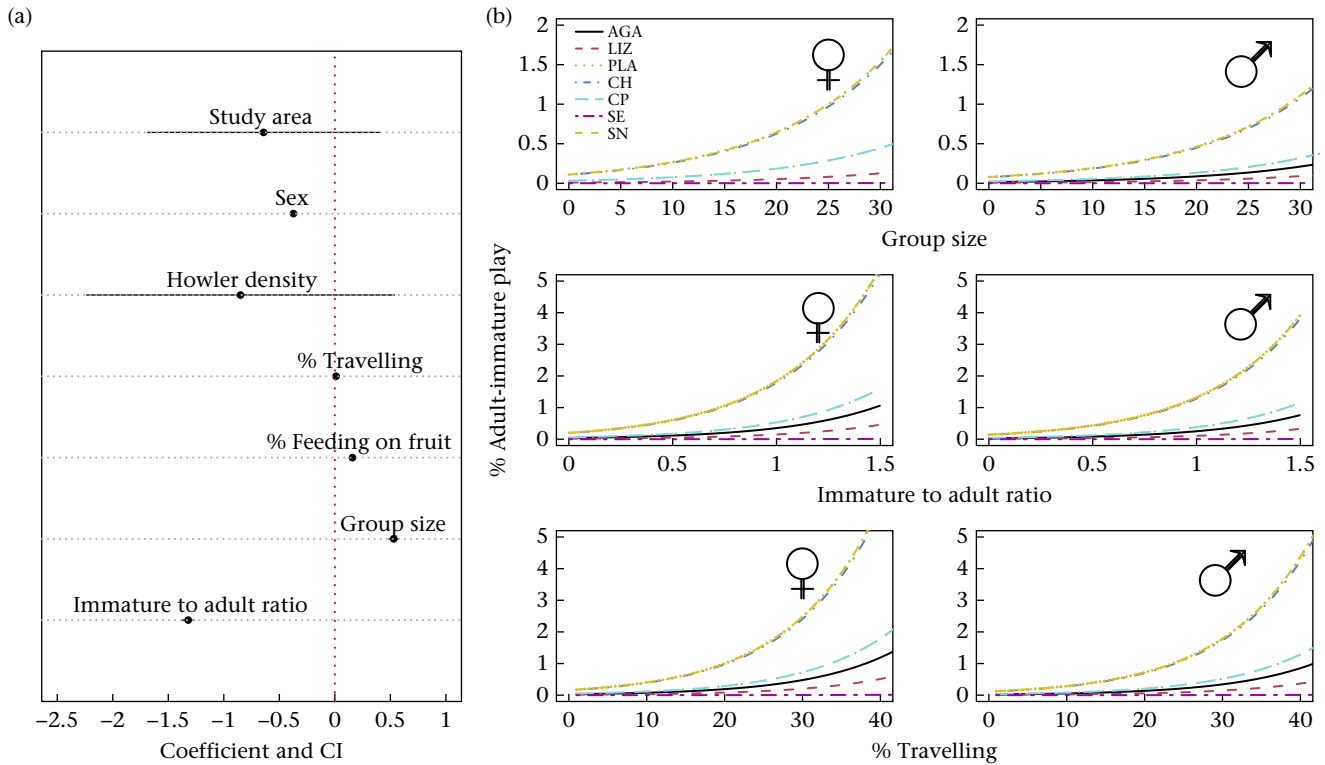 (a)
Study area
Sex
Howler density
% Travelling
% Feeding on fruit
Group size
Immature to adult ratio
−2.5 −2 −1.5 −1 −0.5 0 0.5 1
Coefficient and CI
(b)
% Adult-immature play
2
1.5
1
0.5
0
AGA
LIZ
PLA
CH
CP
SE
SN
0 5 10 15 20 25 30
2
1.5
1
0.5
0
0 5 10 15 20 25 30
Group size
5
4
3
2
1
0
0 0.5 1 1.5
5
4
3
2
1
0
0 0.5 1 1.5
Immature to adult ratio
5
4
3
2
1
0
0 10 20 30 40
5
4
3
2
1
0
0 10 20 30 40
% Travelling